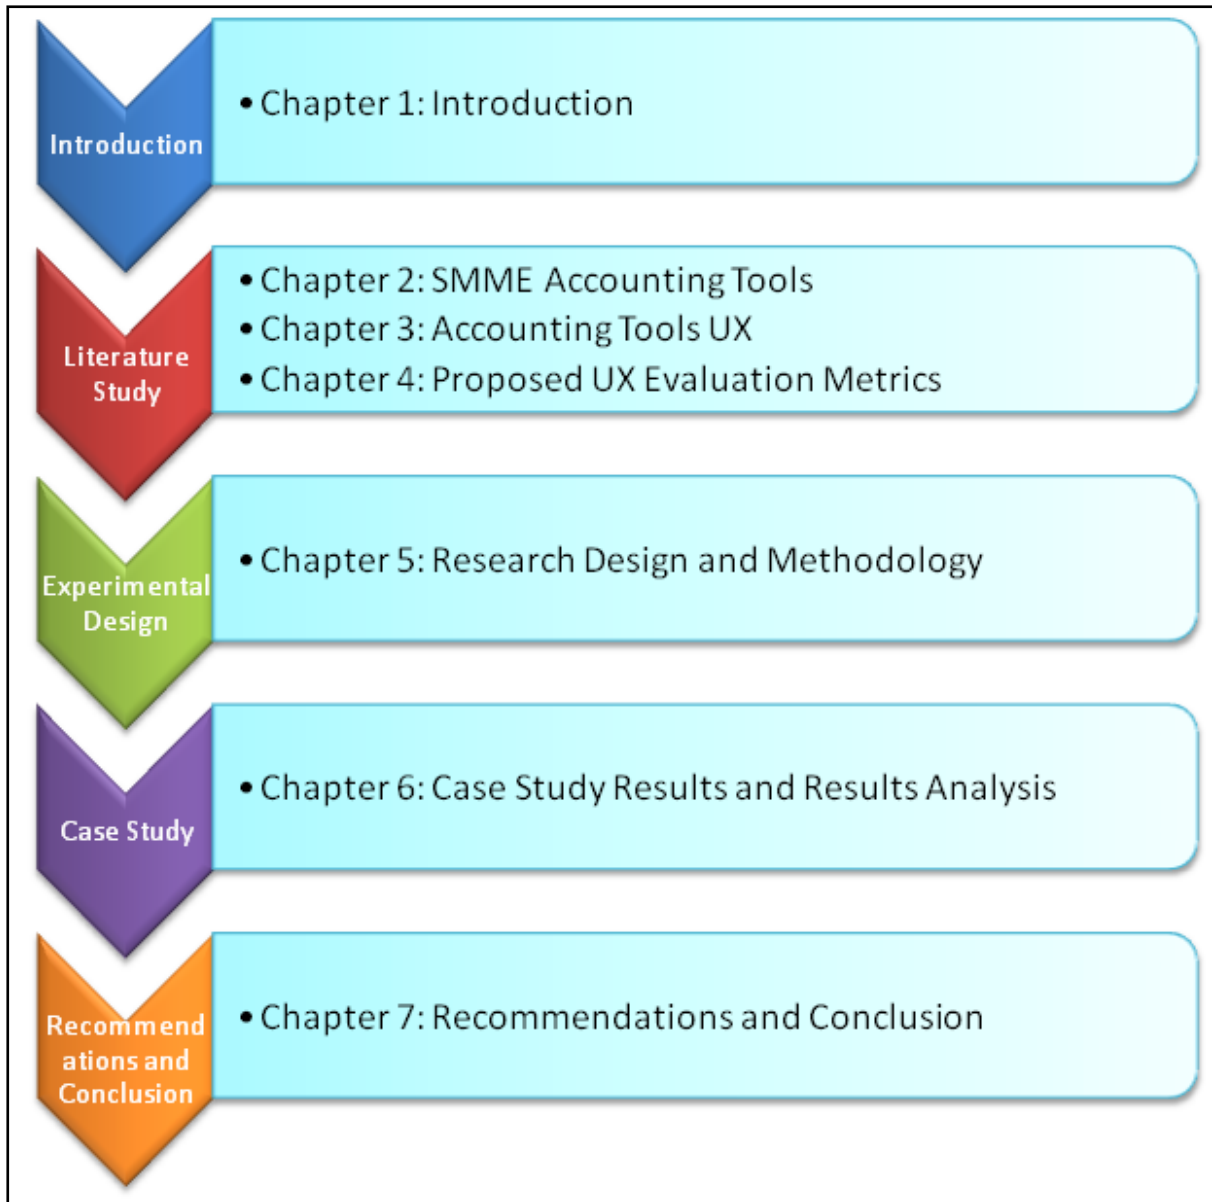 Introduction
• Chapter 1: Introduction
Literature
Study
• Chapter 2: SMME Accounting Tools
• Chapter 3: Accounting Tools UX
• Chapter 4: Proposed UX Evaluation Metrics
Experimental
Design
• Chapter 5: Research Design and Methodology
Case Study
• Chapter 6: Case Study Results and Results Analysis
Recommend
ations and
Conclusion
• Chapter 7: Recommendations and Conclusion